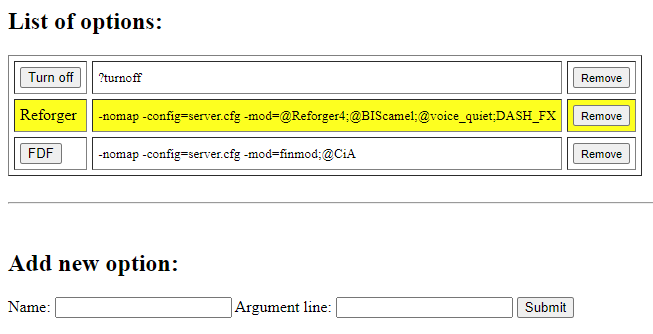 List of options:
Turn off ?turnoff Remove
Reforger -nomap -config=server.cfg -mod=@Reforger4;@BIScamel;@voice_quiet;DASH_FX Remove
FDF -nomap -config=server.cfg -mod=finmod;@CiA Remove
Add new option:
Name: Argument line: Submit